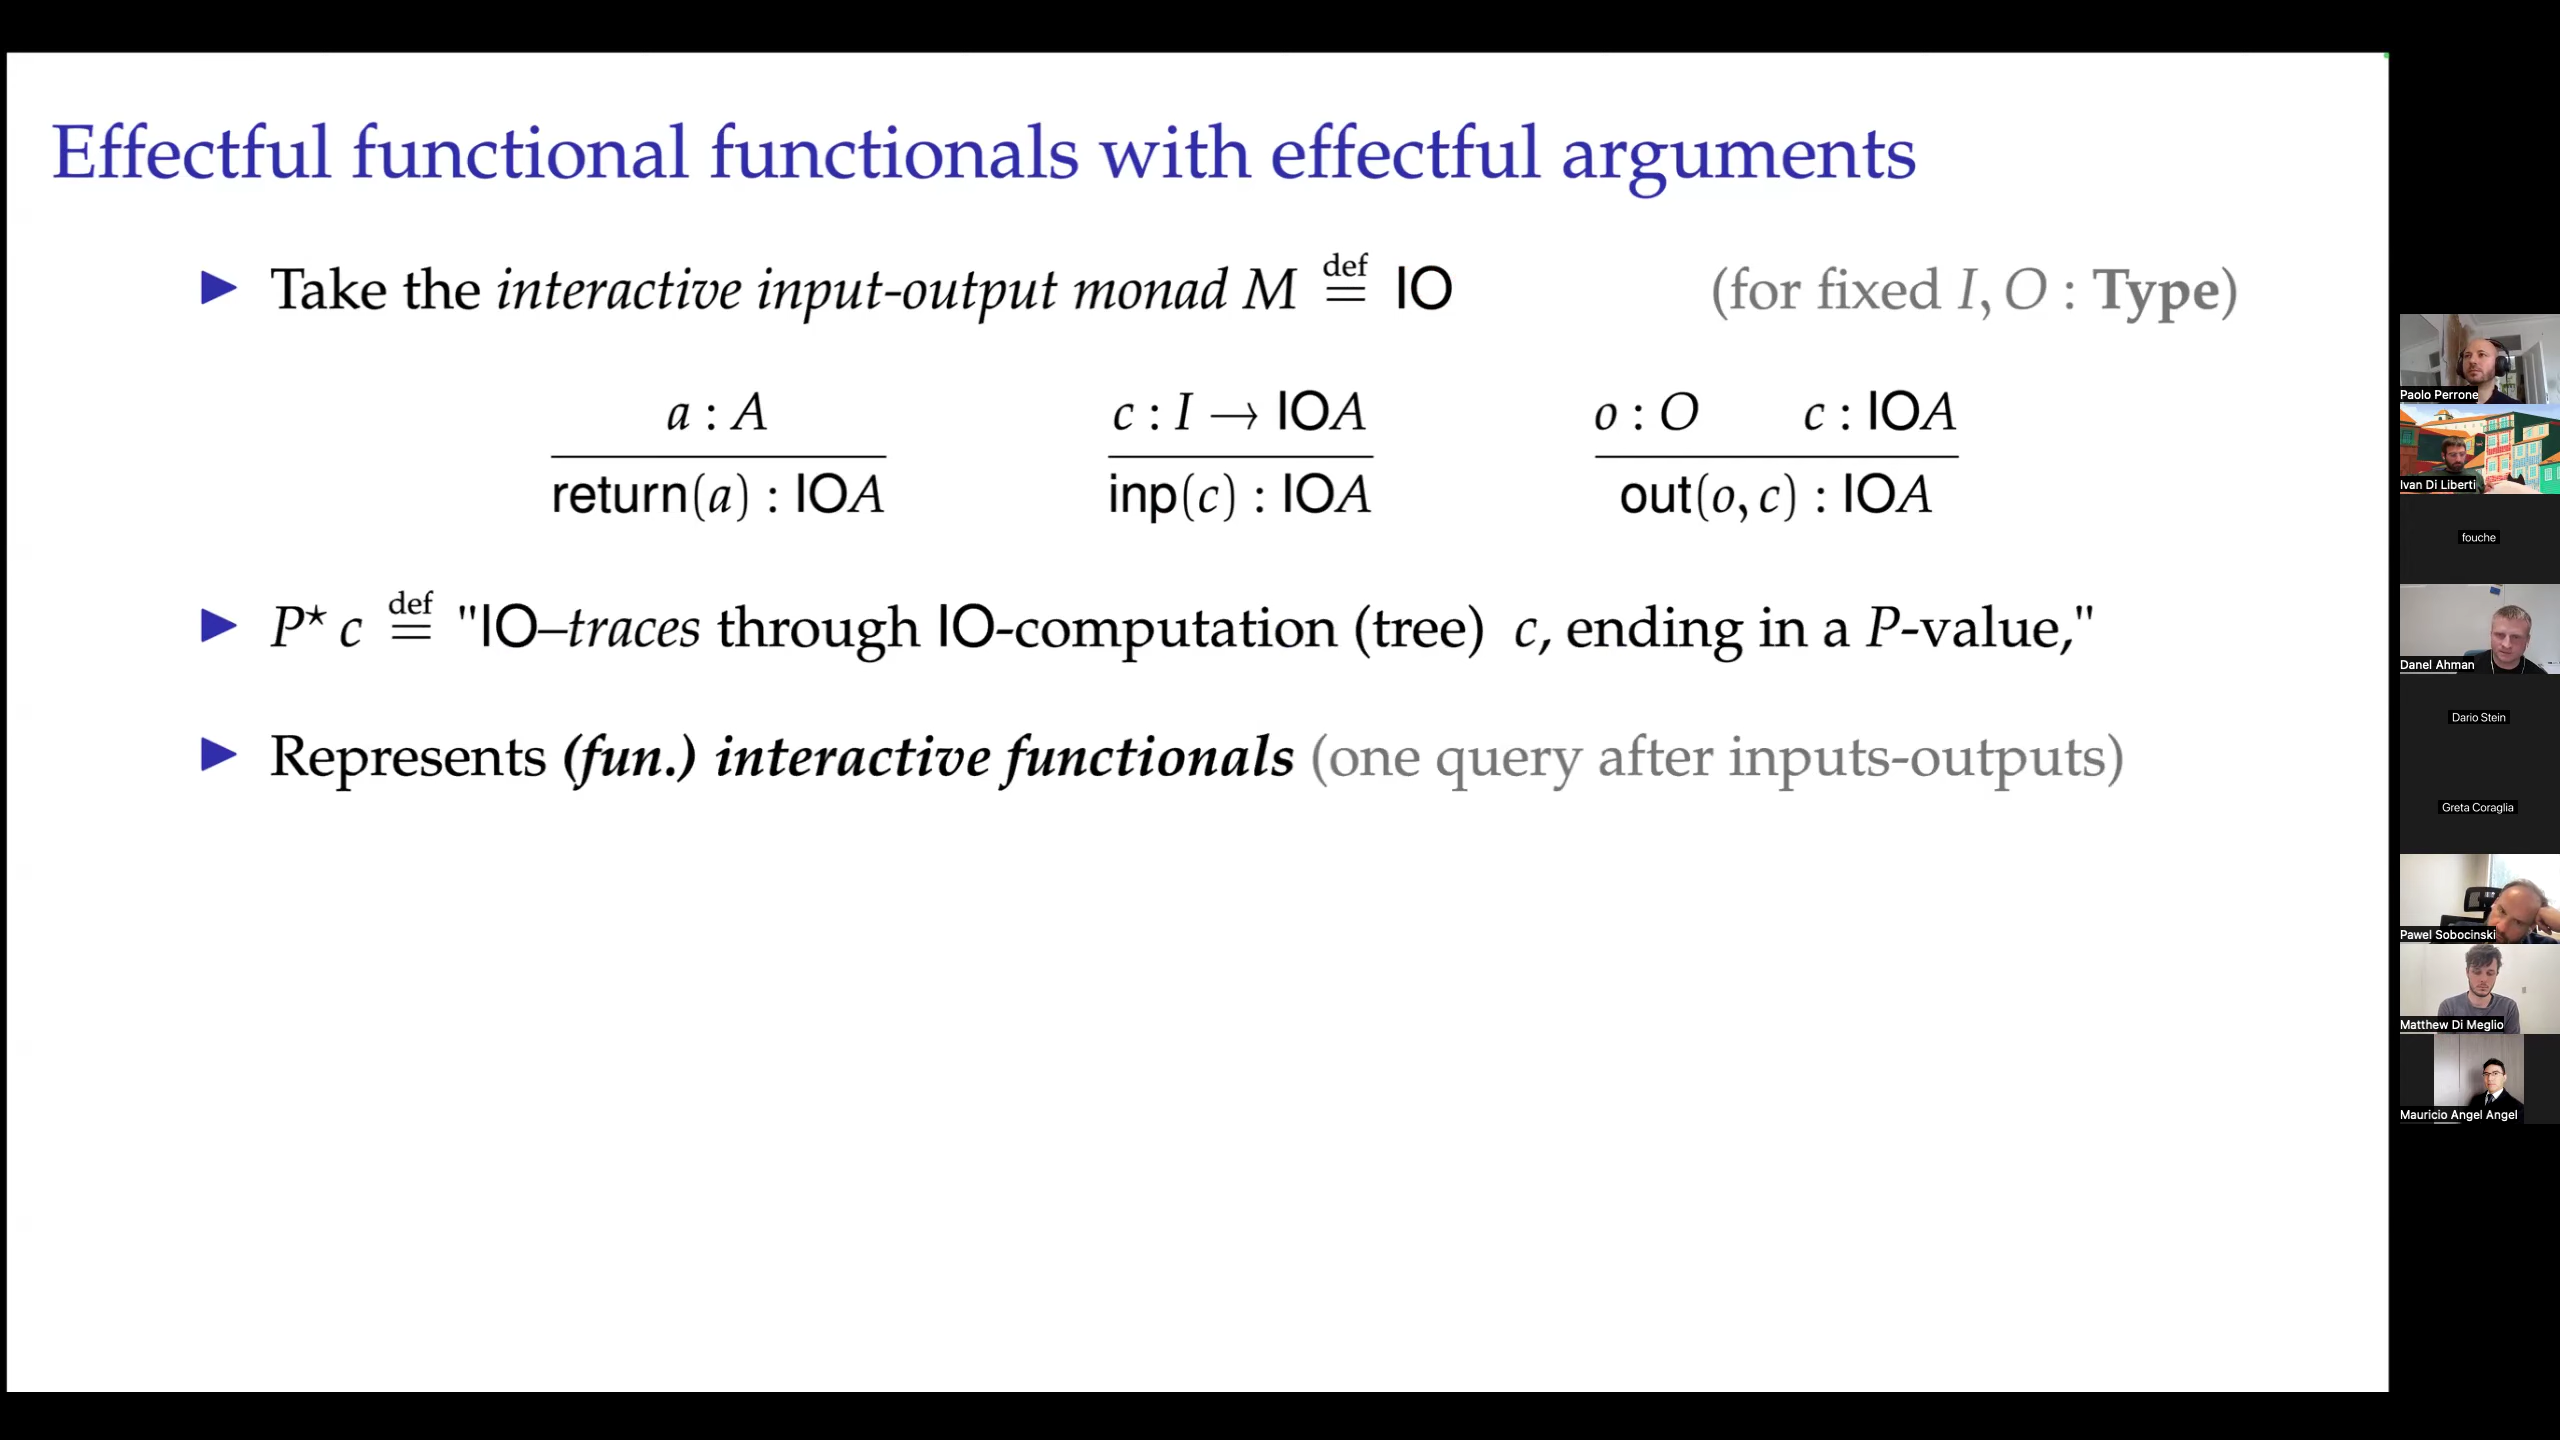 Effectful functional functionals with effectful arguments
▶ Take the interactive input-output monad M def= IO (for fixed I, O : Type)
a : A c : I → IOA o : O c : IOA
return(a) : IOA inp(c) : IOA out(o, c) : IOA
▶ P⋆ c def= "IO–traces through IO-computation (tree) c, ending in a P-value,"
▶ Represents (fun.) interactive functionals (one query after inputs-outputs)
Paolo Perrone
Ivan Di Liberti
fouche
Danel Ahman
Dario Stein
Greta Coraglia
Pawel Sobocinski
Matthew Di Meglio
Mauricio Angel Angel